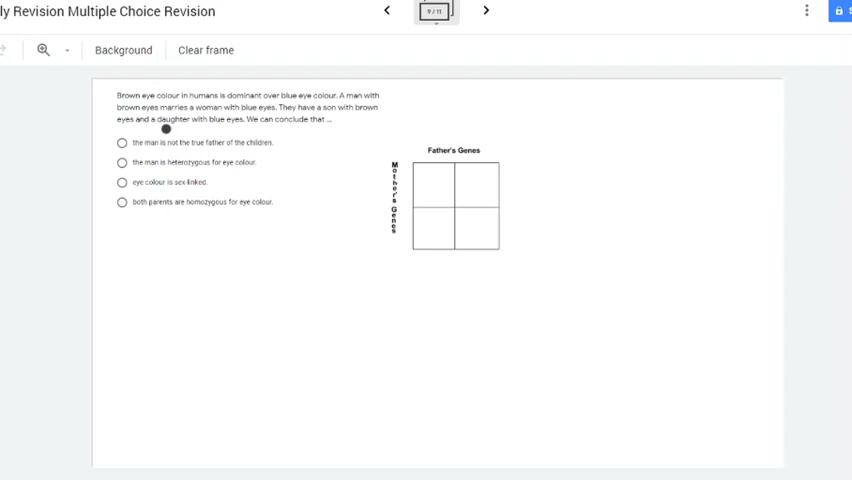 ly Revision Multiple Choice Revision
9 / 11
Background
Clear frame
Brown eye colour in humans is dominant over blue eye colour. A man with
brown eyes marries a woman with blue eyes. They have a son with brown
eyes and a daughter with blue eyes. We can conclude that ...
the man is not the true father of the children.
the man is heterozygous for eye colour.
eye colour is sex-linked.
both parents are homozygous for eye colour.
Father's Genes
Mother's Genes